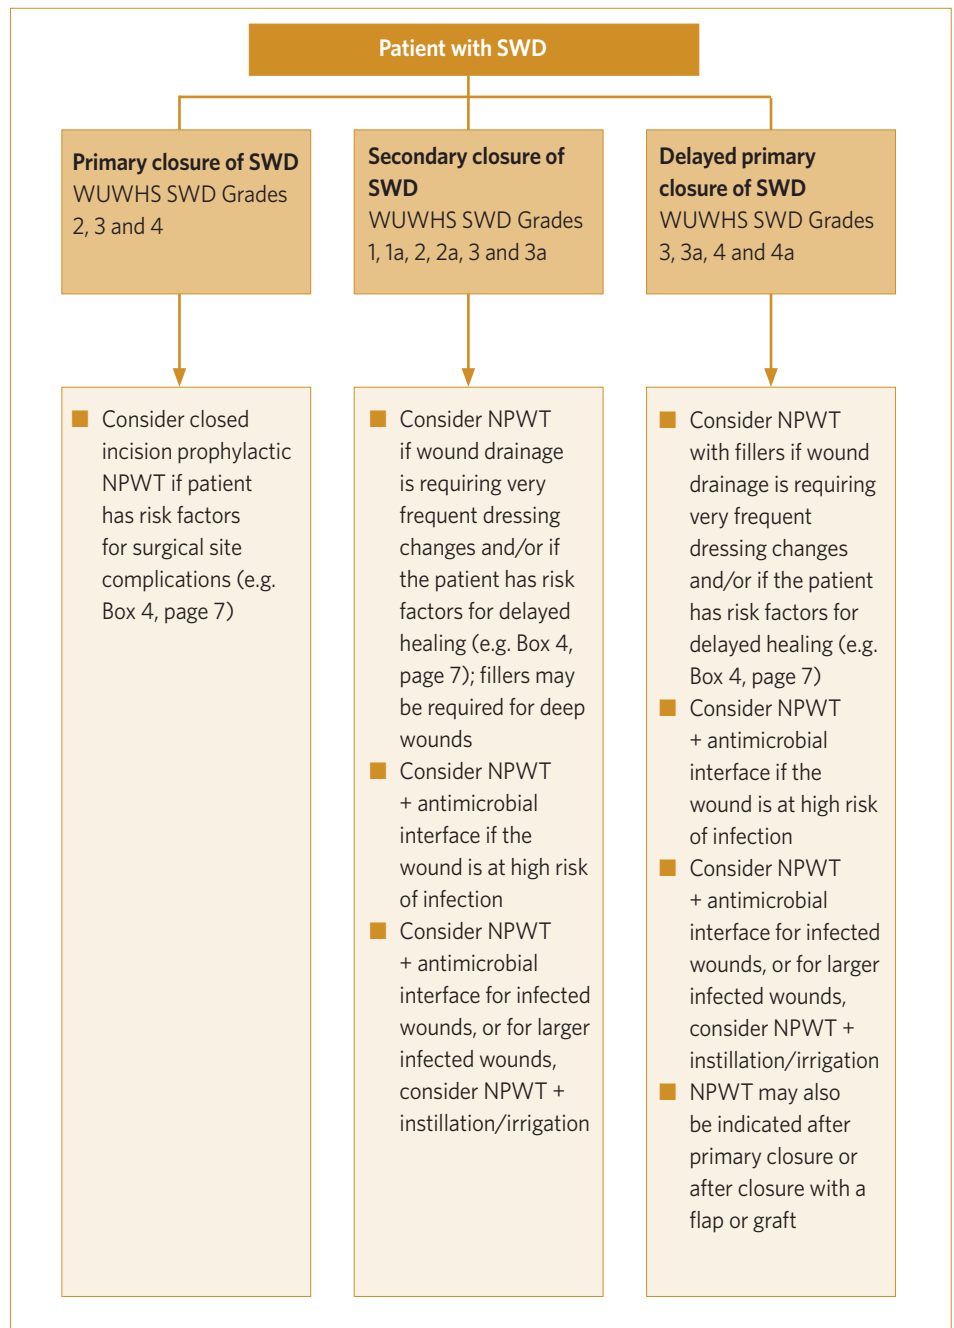 Patient with SWD
Primary closure of SWD
WUWHS SWD Grades
2, 3 and 4
Secondary closure of
SWD
WUWHS SWD Grades
1, 1a, 2, 2a, 3 and 3a
Delayed primary
closure of SWD
WUWHS SWD Grades
3, 3a, 4 and 4a
■ Consider closed
incision prophylactic
NPWT if patient
has risk factors
for surgical site
complications (e.g.
Box 4, page 7)
■ Consider NPWT
if wound drainage
is requiring very
frequent dressing
changes and/or if
the patient has risk
factors for delayed
healing (e.g. Box 4,
page 7); fillers may
be required for deep
wounds
■ Consider NPWT
+ antimicrobial
interface if the
wound is at high risk
of infection
■ Consider NPWT
+ antimicrobial
interface for infected
wounds, or for larger
infected wounds,
consider NPWT +
instillation/irrigation
■ Consider NPWT
with fillers if wound
drainage is requiring
very frequent
dressing changes
and/or if the patient
has risk factors for
delayed healing (e.g.
Box 4, page 7)
■ Consider NPWT
+ antimicrobial
interface if the
wound is at high risk
of infection
■ Consider NPWT
+ antimicrobial
interface for infected
wounds, or for larger
infected wounds,
consider NPWT +
instillation/irrigation
■ NPWT may also
be indicated after
primary closure or
after closure with a
flap or graft